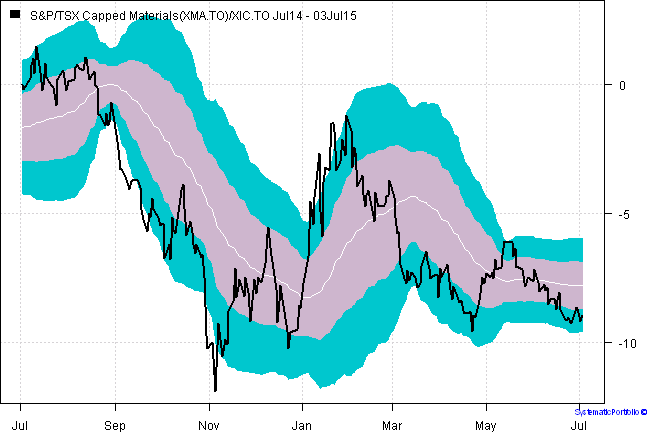 S&P/TSX Capped Materials(XMA.TO)/XIC.TO Jul14 - 03Jul15
0
-5
-10
Jul Sep Nov Jan Mar May Jul
SystematicPortfolio ©